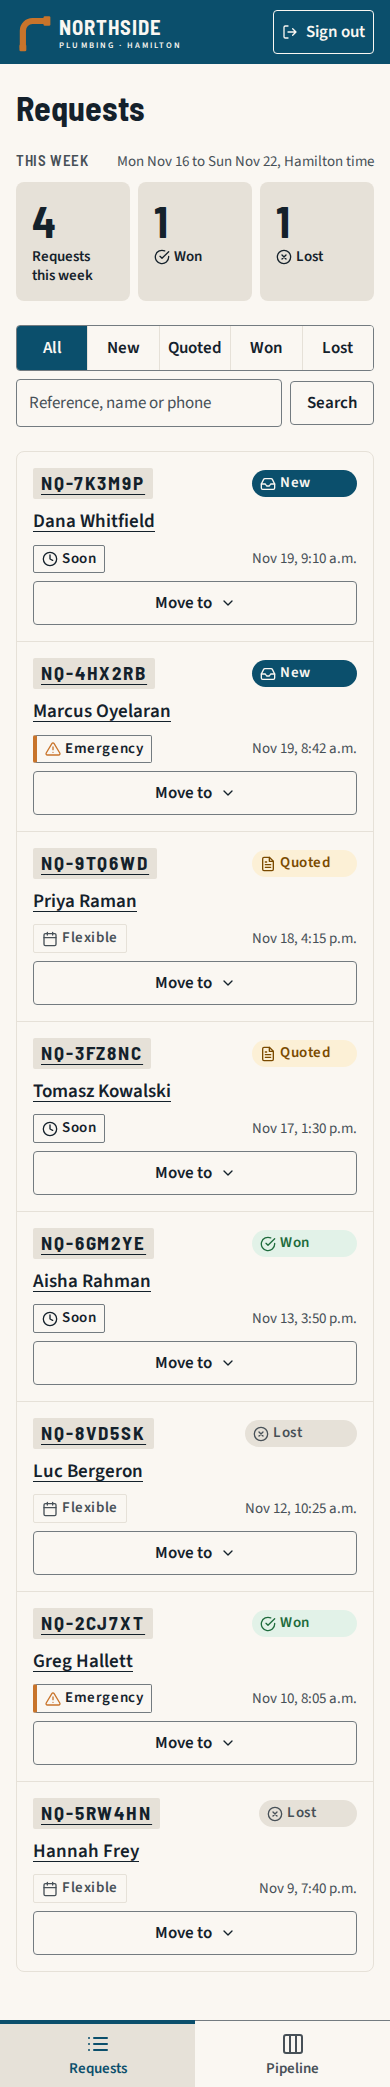 NORTHSIDE
PLUMBING · HAMILTON
Sign out
Requests
THIS WEEK Mon Nov 16 to Sun Nov 22, Hamilton time
4 1 1
Requests this week Won Lost
All New Quoted Won Lost
Reference, name or phone Search
NQ-7K3M9P New
Dana Whitfield
Soon Nov 19, 9:10 a.m.
Move to
NQ-4HX2RB New
Marcus Oyelaran
Emergency Nov 19, 8:42 a.m.
Move to
NQ-9TQ6WD Quoted
Priya Raman
Flexible Nov 18, 4:15 p.m.
Move to
NQ-3FZ8NC Quoted
Tomasz Kowalski
Soon Nov 17, 1:30 p.m.
Move to
NQ-6GM2YE Won
Aisha Rahman
Soon Nov 13, 3:50 p.m.
Move to
NQ-8VD5SK Lost
Luc Bergeron
Flexible Nov 12, 10:25 a.m.
Move to
NQ-2CJ7XT Won
Greg Hallett
Emergency Nov 10, 8:05 a.m.
Move to
NQ-5RW4HN Lost
Hannah Frey
Flexible Nov 9, 7:40 p.m.
Move to
Requests Pipeline